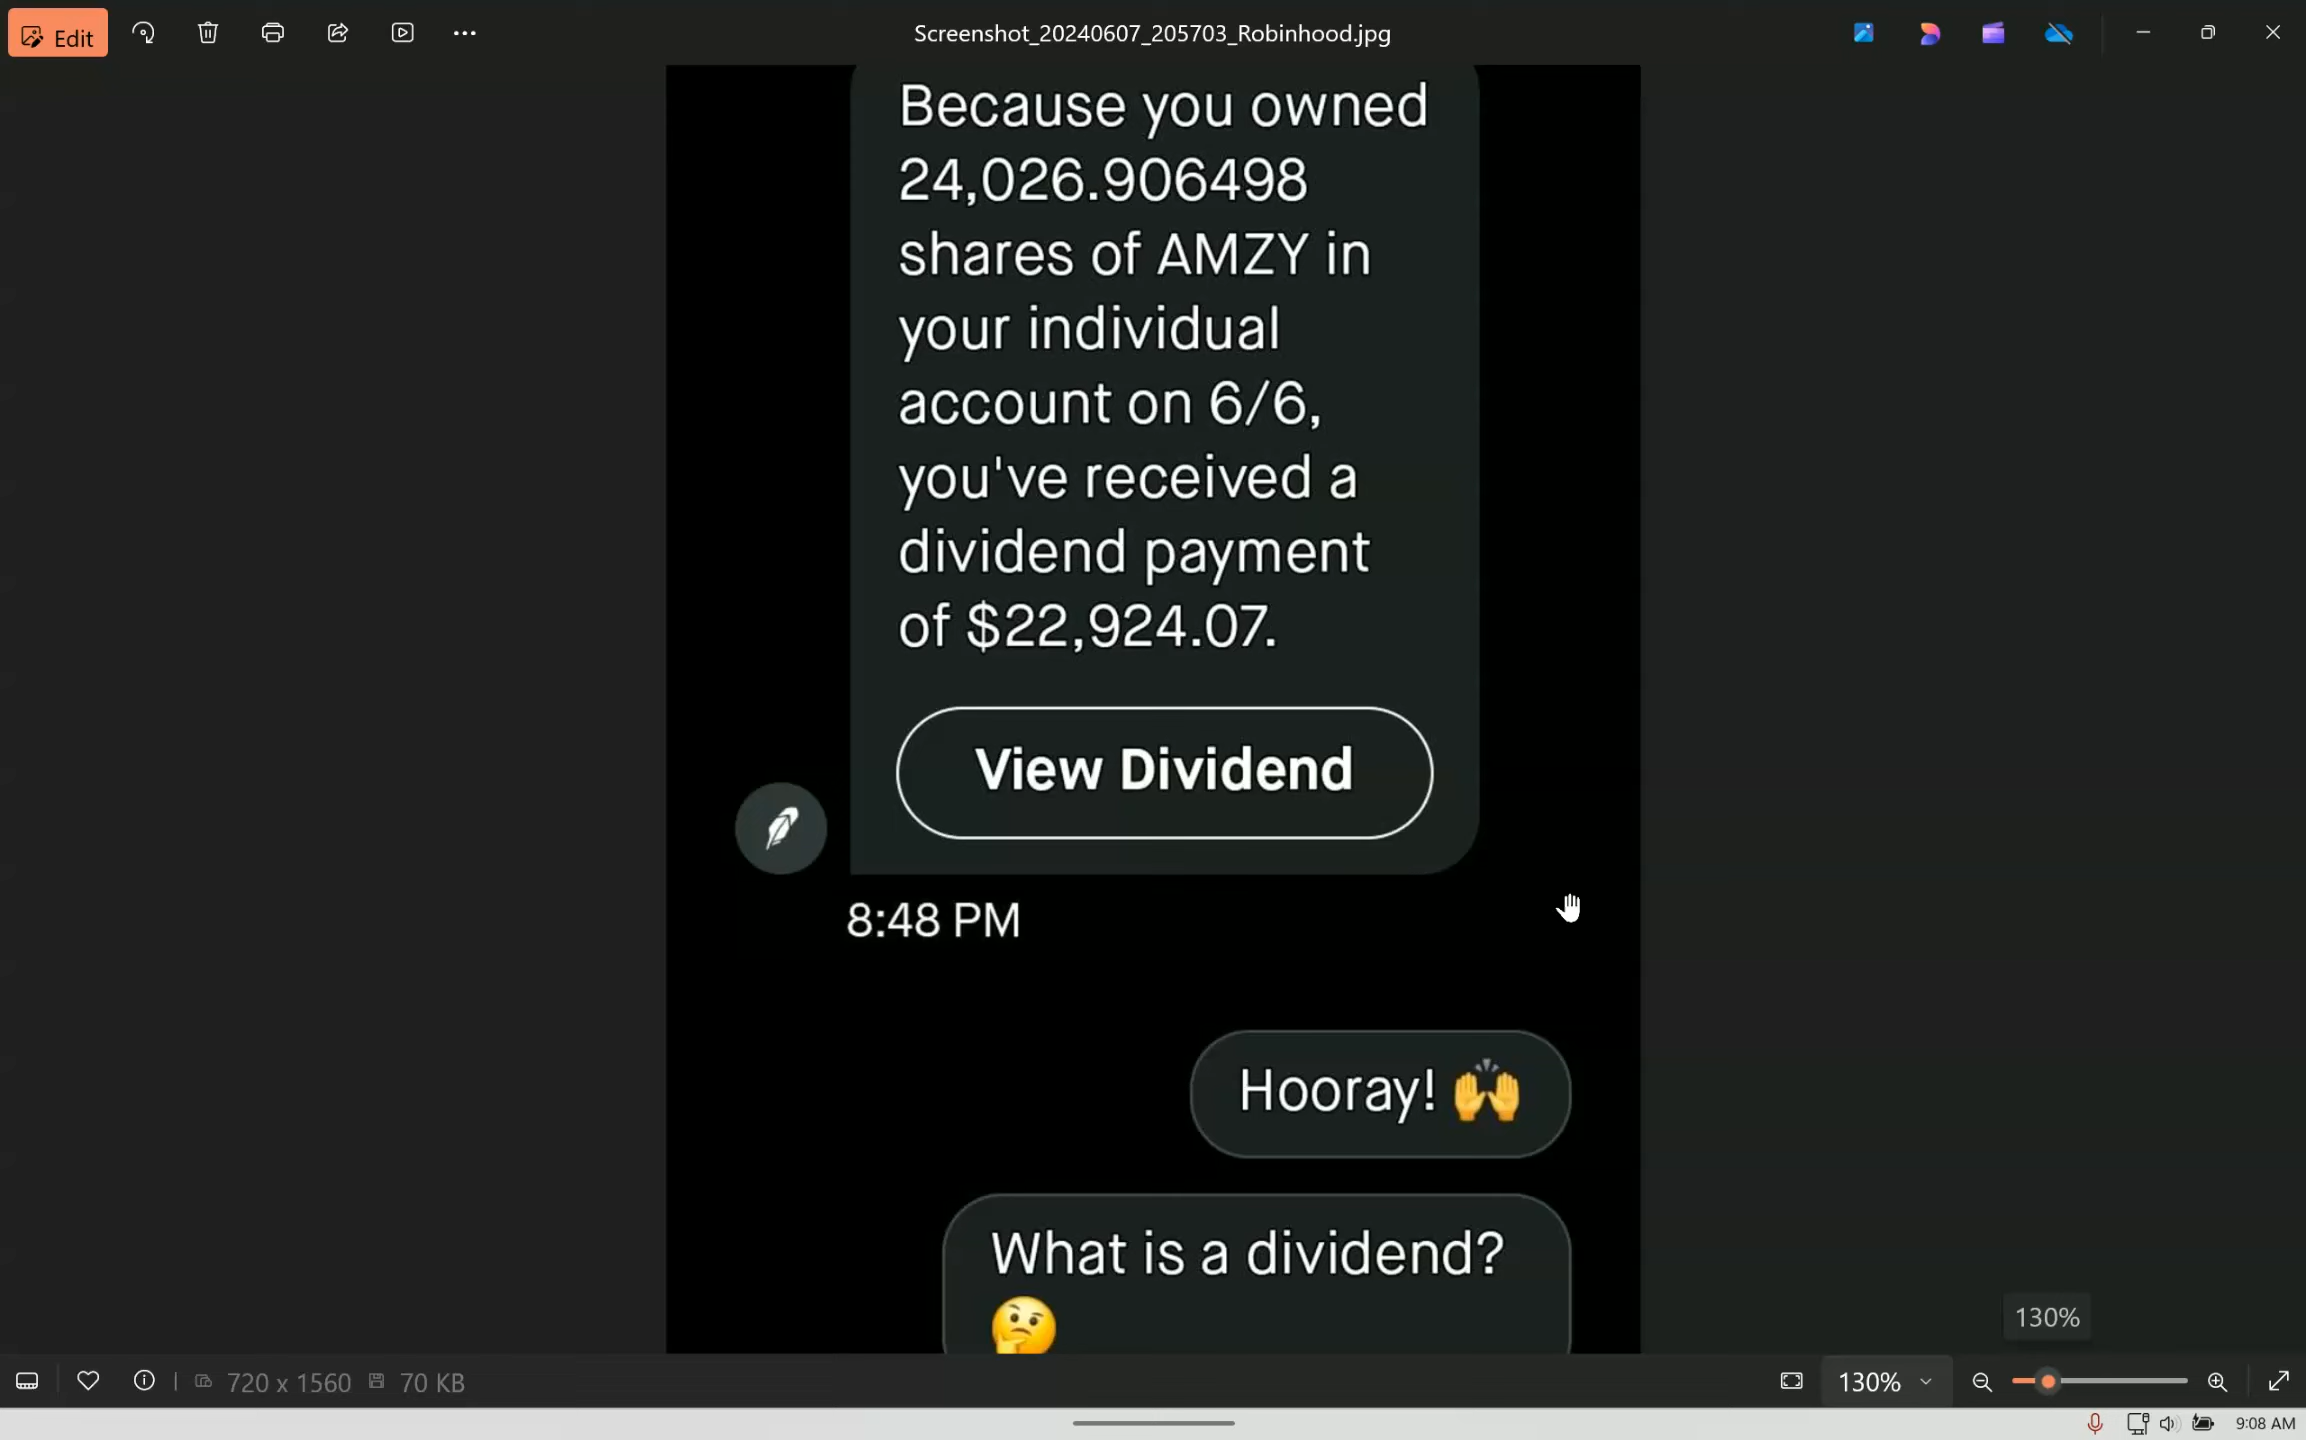 Edit
Screenshot_20240607_205703_Robinhood.jpg
Because you owned
24,026.906498
shares of AMZY in
your individual
account on 6/6,
you've received a
dividend payment
of $22,924.07.
View Dividend
8:48 PM
Hooray! 🙌
What is a dividend?
🤔
130%
720 x 1560
70 KB
130%
9:08 AM